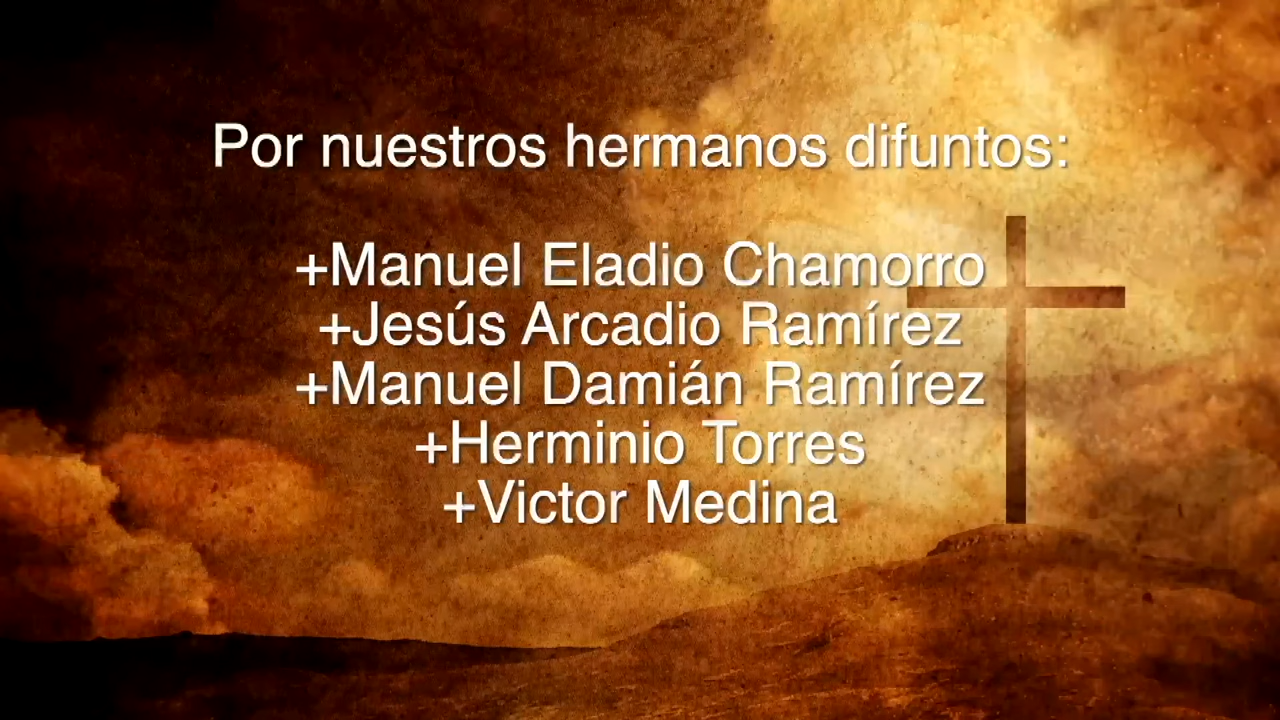 Por nuestros hermanos difuntos:
+Manuel Eladio Chamorro
+Jesús Arcadio Ramírez
+Manuel Damián Ramírez
+Herminio Torres
+Victor Medina